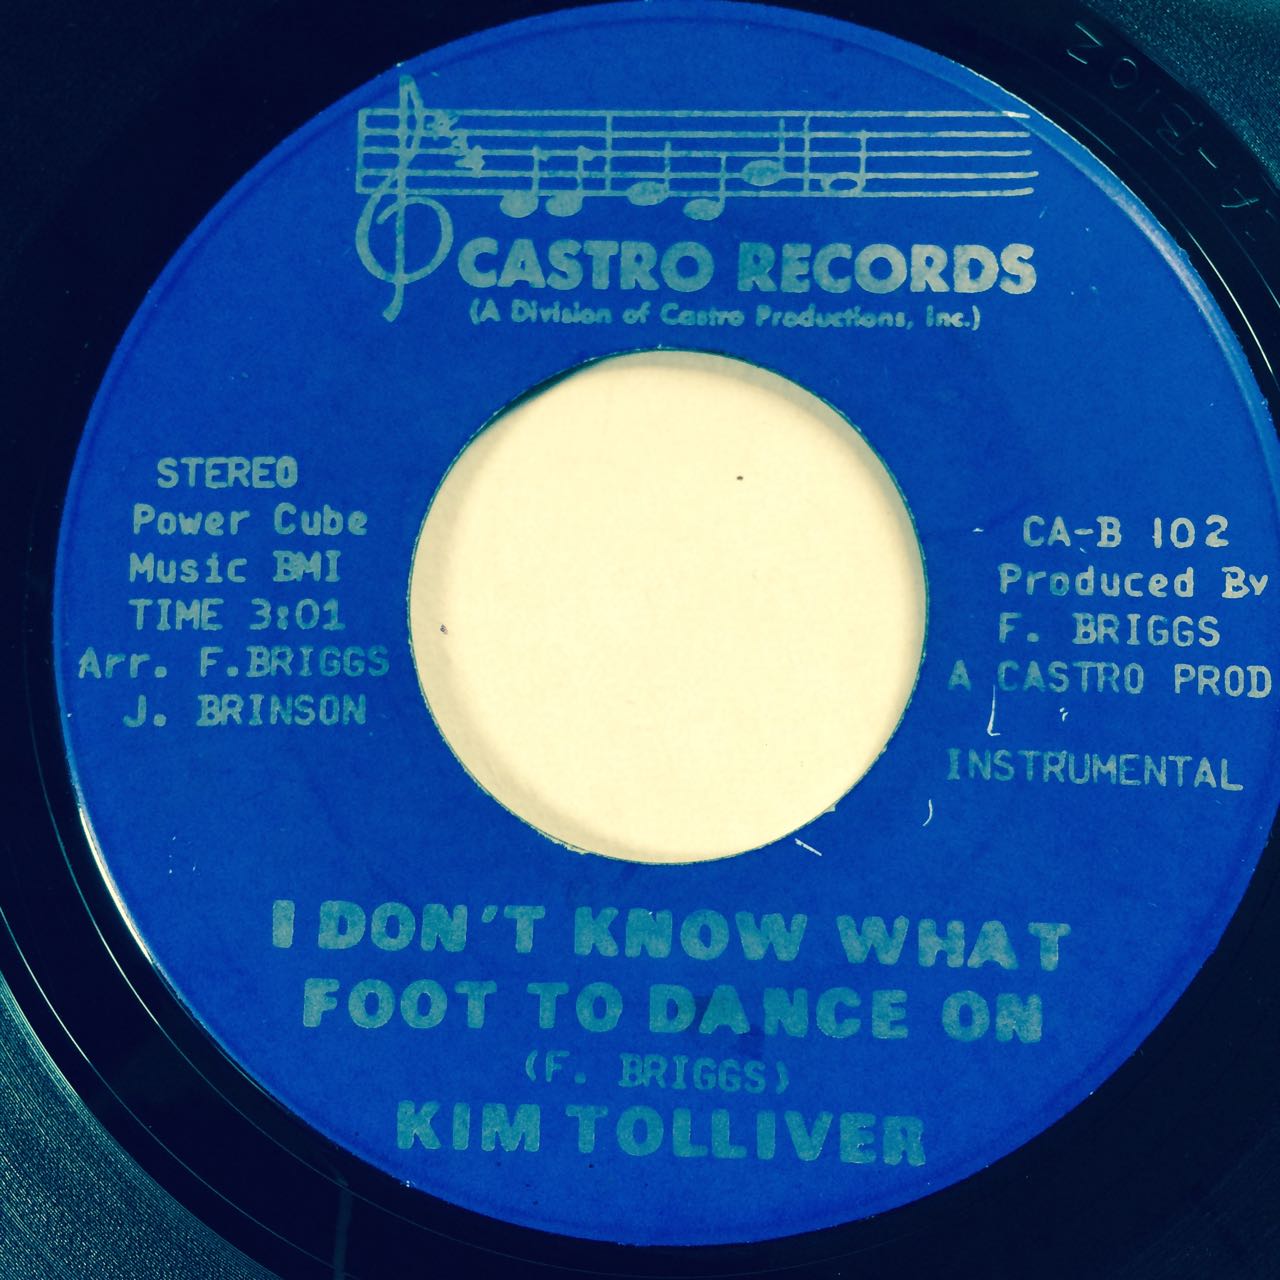 CASTRO RECORDS
(A Division of Castro Productions, Inc.)
STEREO
Power Cube
Music BMI
TIME 3:01
Arr. F.BRIGGS
J. BRINSON
CA-B 102
Produced By
F. BRIGGS
A CASTRO PROD
INSTRUMENTAL
I DON'T KNOW WHAT
FOOT TO DANCE ON
(F. BRIGGS)
KIM TOLLIVER